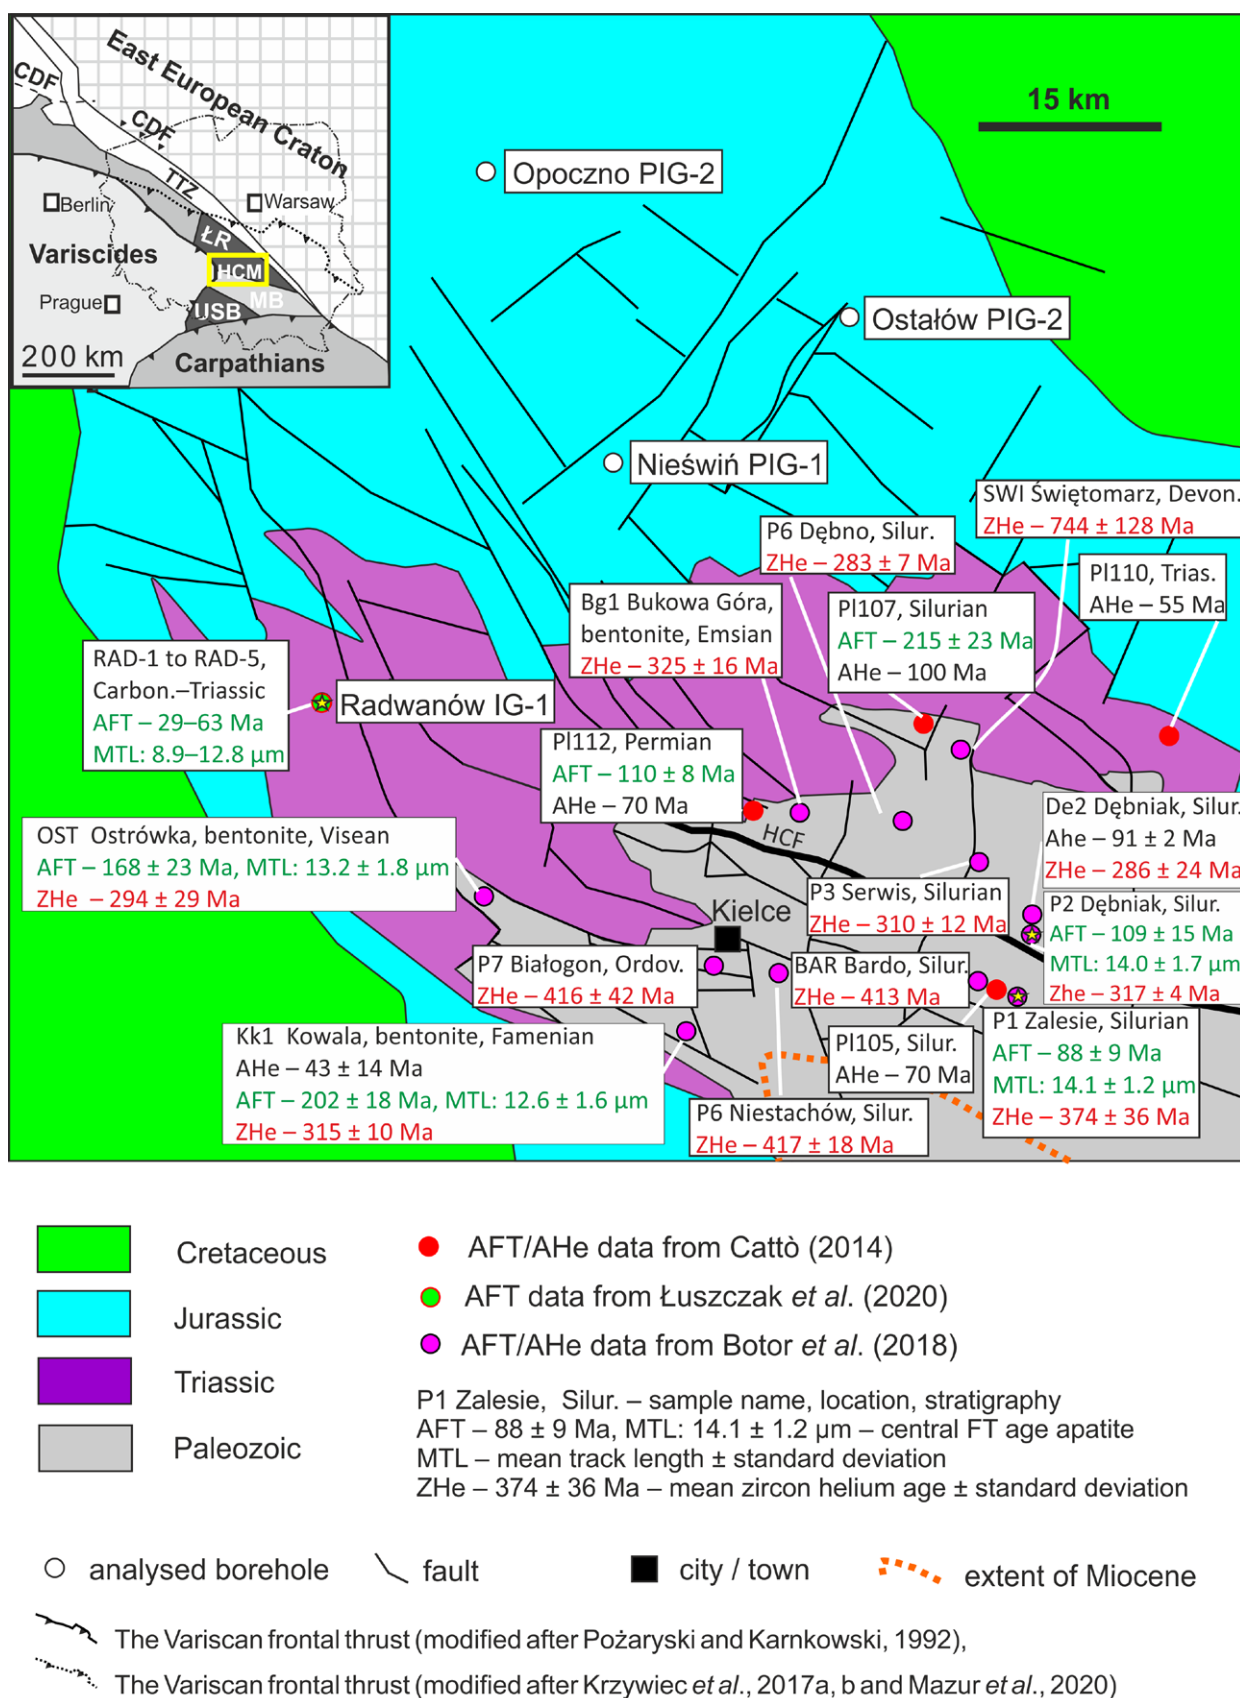 East European Craton
CDF
CDF
TTZ
Berlin
Warsaw
ŁR
Variscides
HCM
MB
Prague
USB
200 km
Carpathians
15 km
Opoczno PIG-2
Ostałów PIG-2
Nieświń PIG-1
SWI Świętomarz, Devon.
ZHe – 744 ± 128 Ma
P6 Dębno, Silur.
ZHe – 283 ± 7 Ma
Pl110, Trias.
AHe – 55 Ma
Bg1 Bukowa Góra,
bentonite, Emsian
ZHe – 325 ± 16 Ma
Pl107, Silurian
AFT – 215 ± 23 Ma
AHe – 100 Ma
RAD-1 to RAD-5,
Carbon.–Triassic
AFT – 29–63 Ma
MTL: 8.9–12.8 µm
Radwanów IG-1
Pl112, Permian
AFT – 110 ± 8 Ma
AHe – 70 Ma
HCF
De2 Dębniak, Silur.
Ahe – 91 ± 2 Ma
ZHe – 286 ± 24 Ma
OST Ostrówka, bentonite, Visean
AFT – 168 ± 23 Ma, MTL: 13.2 ± 1.8 µm
ZHe – 294 ± 29 Ma
P3 Serwis, Silurian
ZHe – 310 ± 12 Ma
P2 Dębniak, Silur.
AFT – 109 ± 15 Ma
MTL: 14.0 ± 1.7 µm
Zhe – 317 ± 4 Ma
Kielce
P7 Białogon, Ordov.
ZHe – 416 ± 42 Ma
BAR Bardo, Silur.
ZHe – 413 Ma
Kk1 Kowala, bentonite, Famenian
AHe – 43 ± 14 Ma
AFT – 202 ± 18 Ma, MTL: 12.6 ± 1.6 µm
ZHe – 315 ± 10 Ma
Pl105, Silur.
AHe – 70 Ma
P1 Zalesie, Silurian
AFT – 88 ± 9 Ma
MTL: 14.1 ± 1.2 µm
ZHe – 374 ± 36 Ma
P6 Niestachów, Silur.
ZHe – 417 ± 18 Ma
Cretaceous
Jurassic
Triassic
Paleozoic
AFT/AHe data from Cattò (2014)
AFT data from Łuszczak et al. (2020)
AFT/AHe data from Botor et al. (2018)
P1 Zalesie, Silur. – sample name, location, stratigraphy
AFT – 88 ± 9 Ma, MTL: 14.1 ± 1.2 µm – central FT age apatite
MTL – mean track length ± standard deviation
ZHe – 374 ± 36 Ma – mean zircon helium age ± standard deviation
analysed borehole
fault
city / town
extent of Miocene
The Variscan frontal thrust (modified after Pożaryski and Karnkowski, 1992),
The Variscan frontal thrust (modified after Krzywiec et al., 2017a, b and Mazur et al., 2020)